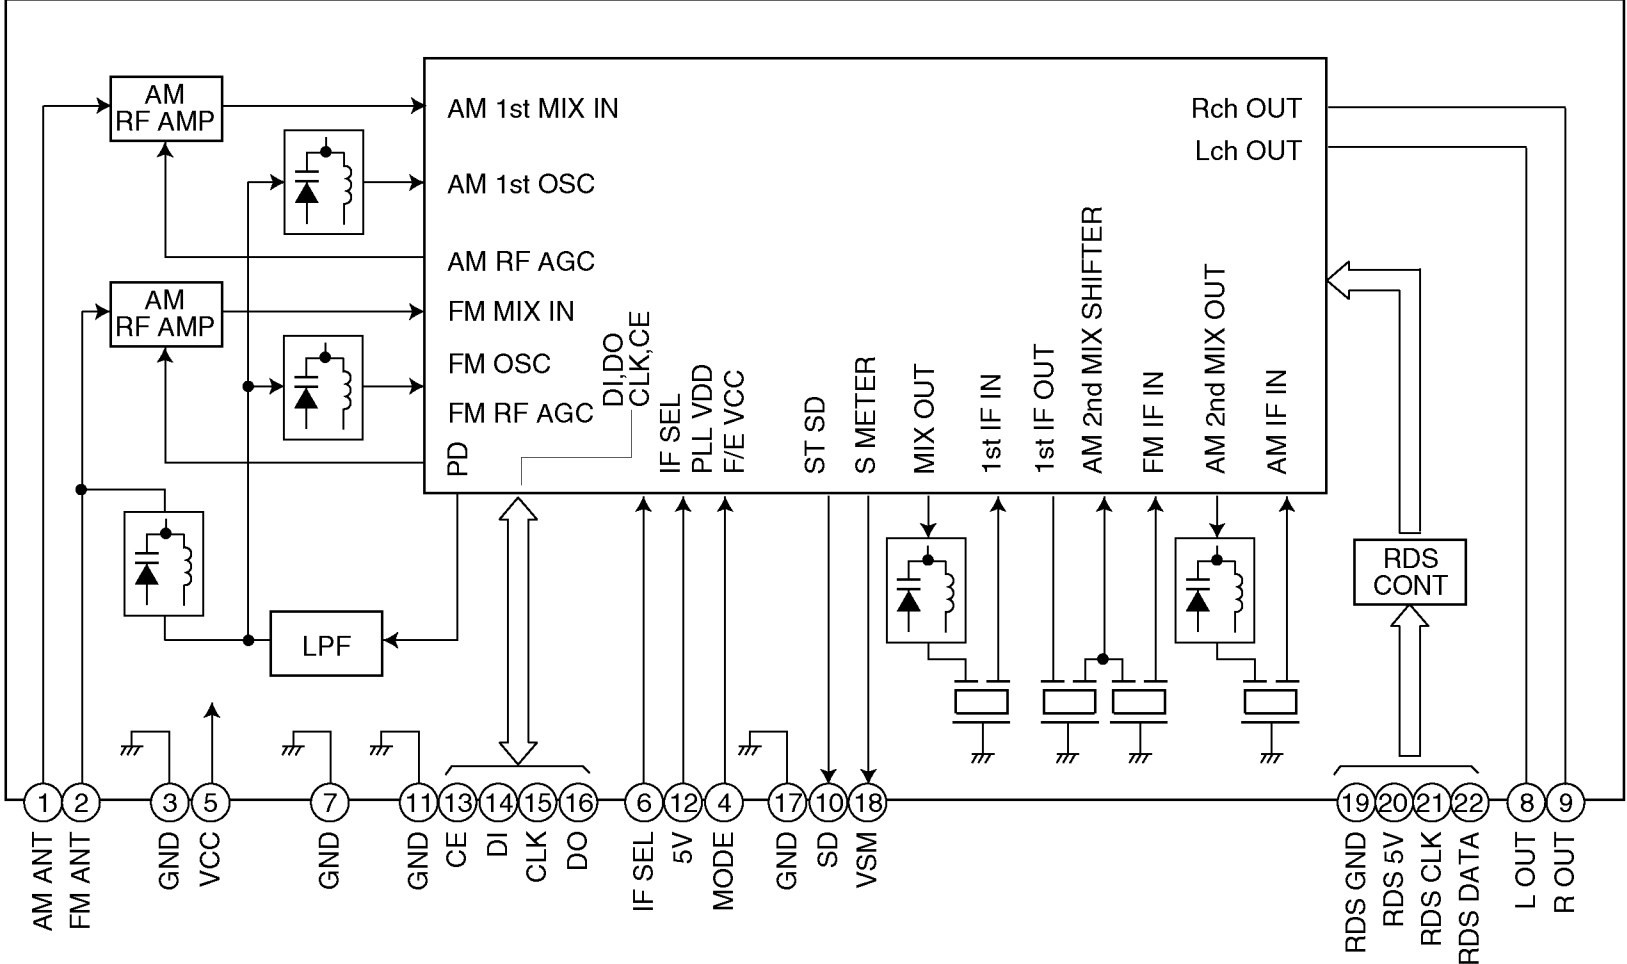 AM
RF AMP
AM 1st MIX IN
Rch OUT
Lch OUT
AM 1st OSC
AM RF AGC
AM
RF AMP
FM MIX IN
FM OSC
FM RF AGC
PD
DI,DO
CLK,CE
IF SEL
PLL VDD
F/E VCC
ST SD
S METER
MIX OUT
1st IF IN
1st IF OUT
AM 2nd MIX SHIFTER
FM IF IN
AM 2nd MIX OUT
AM IF IN
RDS
CONT
LPF
1
2
3
5
7
11
13
14
15
16
6
12
4
17
10
18
19
20
21
22
8
9
AM ANT
FM ANT
GND
VCC
GND
GND
CE
DI
CLK
DO
IF SEL
5V
MODE
GND
SD
VSM
RDS GND
RDS 5V
RDS CLK
RDS DATA
L OUT
R OUT